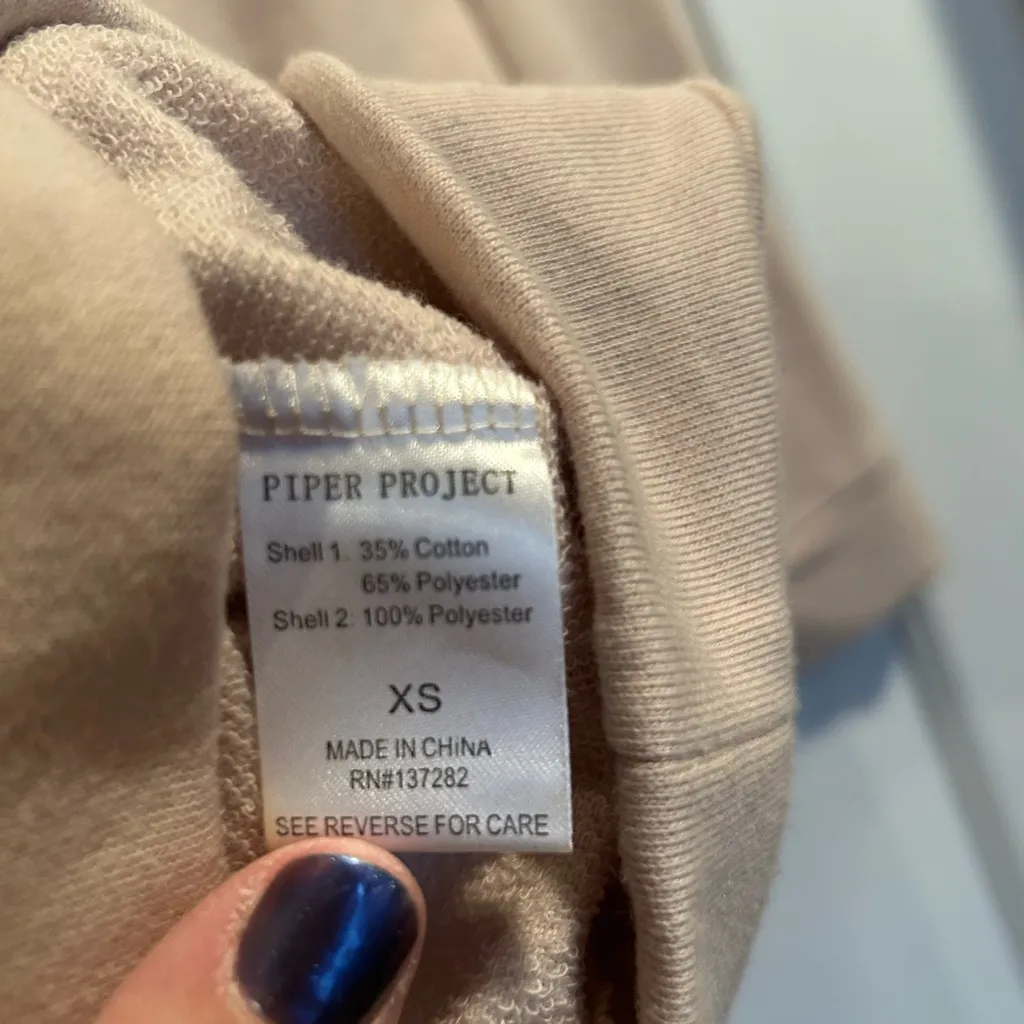 PIPER PROJECT
Shell 1: 35% Cotton
65% Polyester
Shell 2: 100% Polyester
XS
MADE IN CHINA
RN#137282
SEE REVERSE FOR CARE